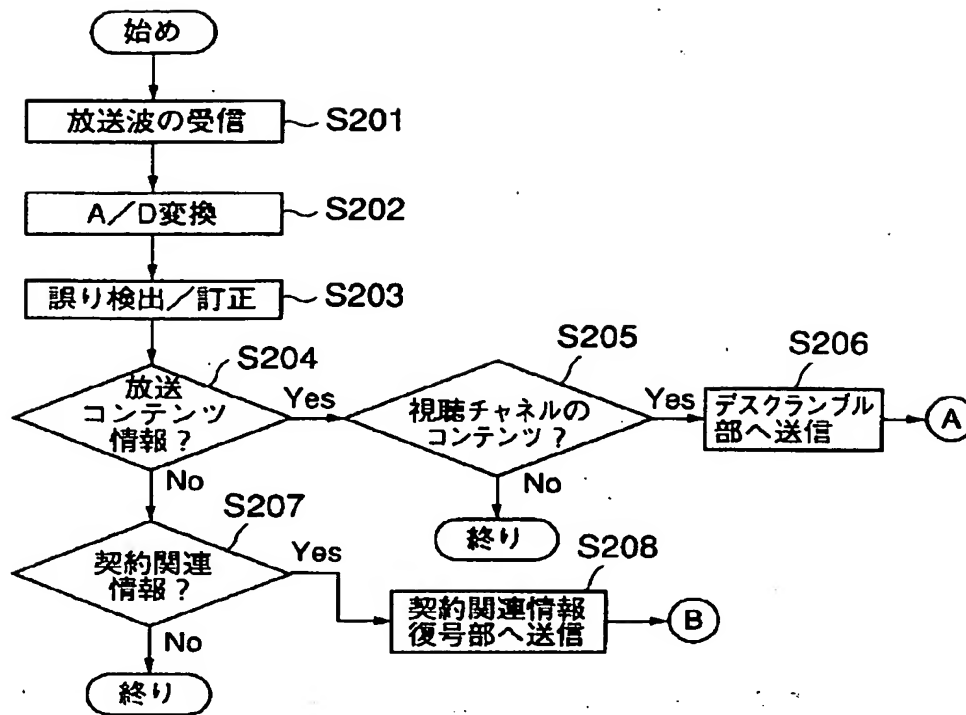 始め
放送波の受信
S201
A／D変換
S202
誤り検出／訂正
S203
放送
コンテンツ
情報？
S204
Yes
視聴チャネルの
コンテンツ？
S205
Yes
デスクランブル
部へ送信
S206
A
No
No
終り
契約関連
情報？
S207
Yes
契約関連情報
復号部へ送信
S208
B
No
終り